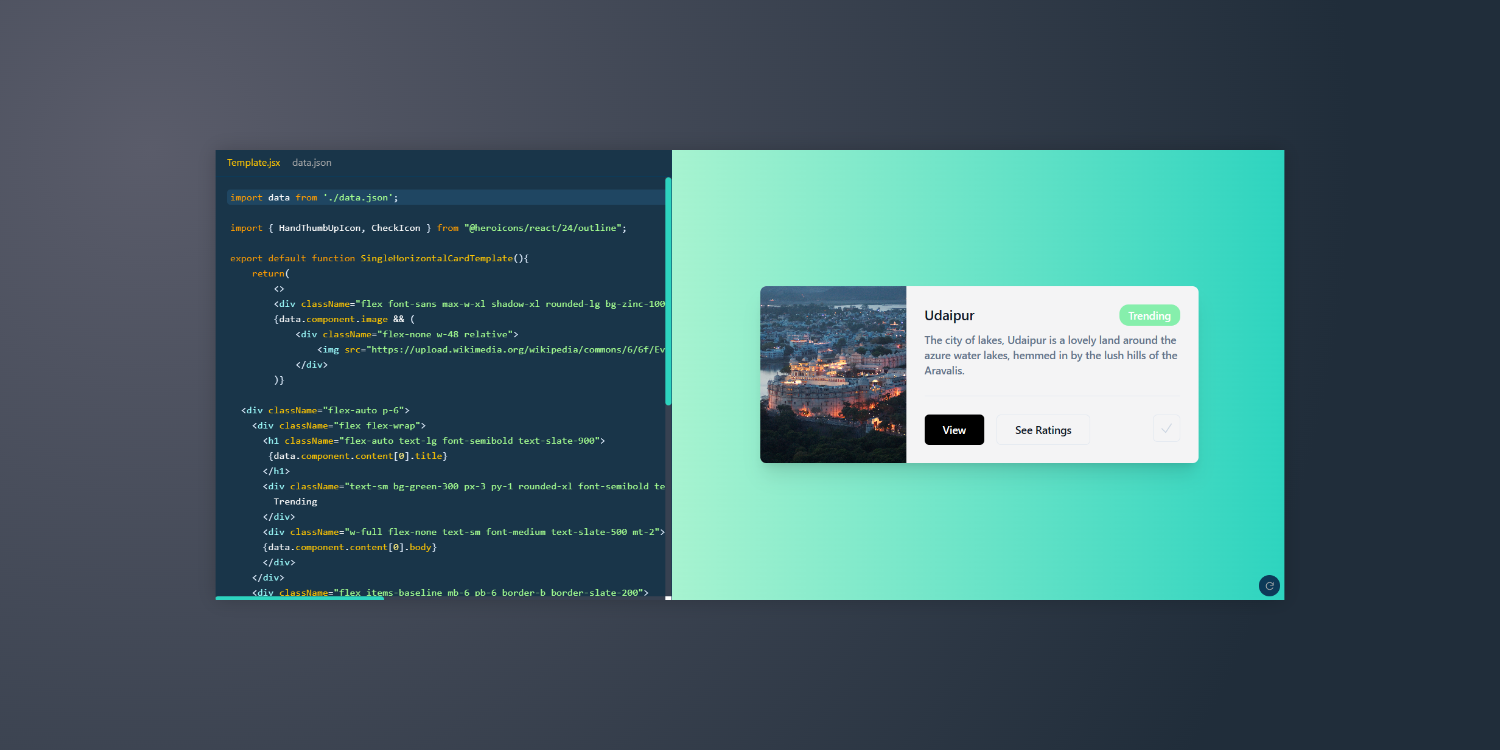 Template.jsx data.json
import data from './data.json';
import { HandThumbUpIcon, CheckIcon } from "@heroicons/react/24/outline";
export default function SingleHorizontalCardTemplate(){
return(
<>
<div className="flex font-sans max-w-xl shadow-xl rounded-lg bg-zinc-100
{data.component.image && (
<div className="flex-none w-48 relative">
<img src="https://upload.wikimedia.org/wikipedia/commons/6/6f/Ev
</div>
)}
<div className="flex-auto p-6">
<div className="flex flex-wrap">
<h1 className="flex-auto text-lg font-semibold text-slate-900">
{data.component.content[0].title}
</h1>
<div className="text-sm bg-green-300 px-3 py-1 rounded-xl font-semibold te
Trending
</div>
<div className="w-full flex-none text-sm font-medium text-slate-500 mt-2">
{data.component.content[0].body}
</div>
</div>
<div className="flex items-baseline mb-6 pb-6 border-b border-slate-200">
Udaipur
Trending
The city of lakes, Udaipur is a lovely land around the
azure water lakes, hemmed in by the lush hills of the
Aravalis.
View
See Ratings